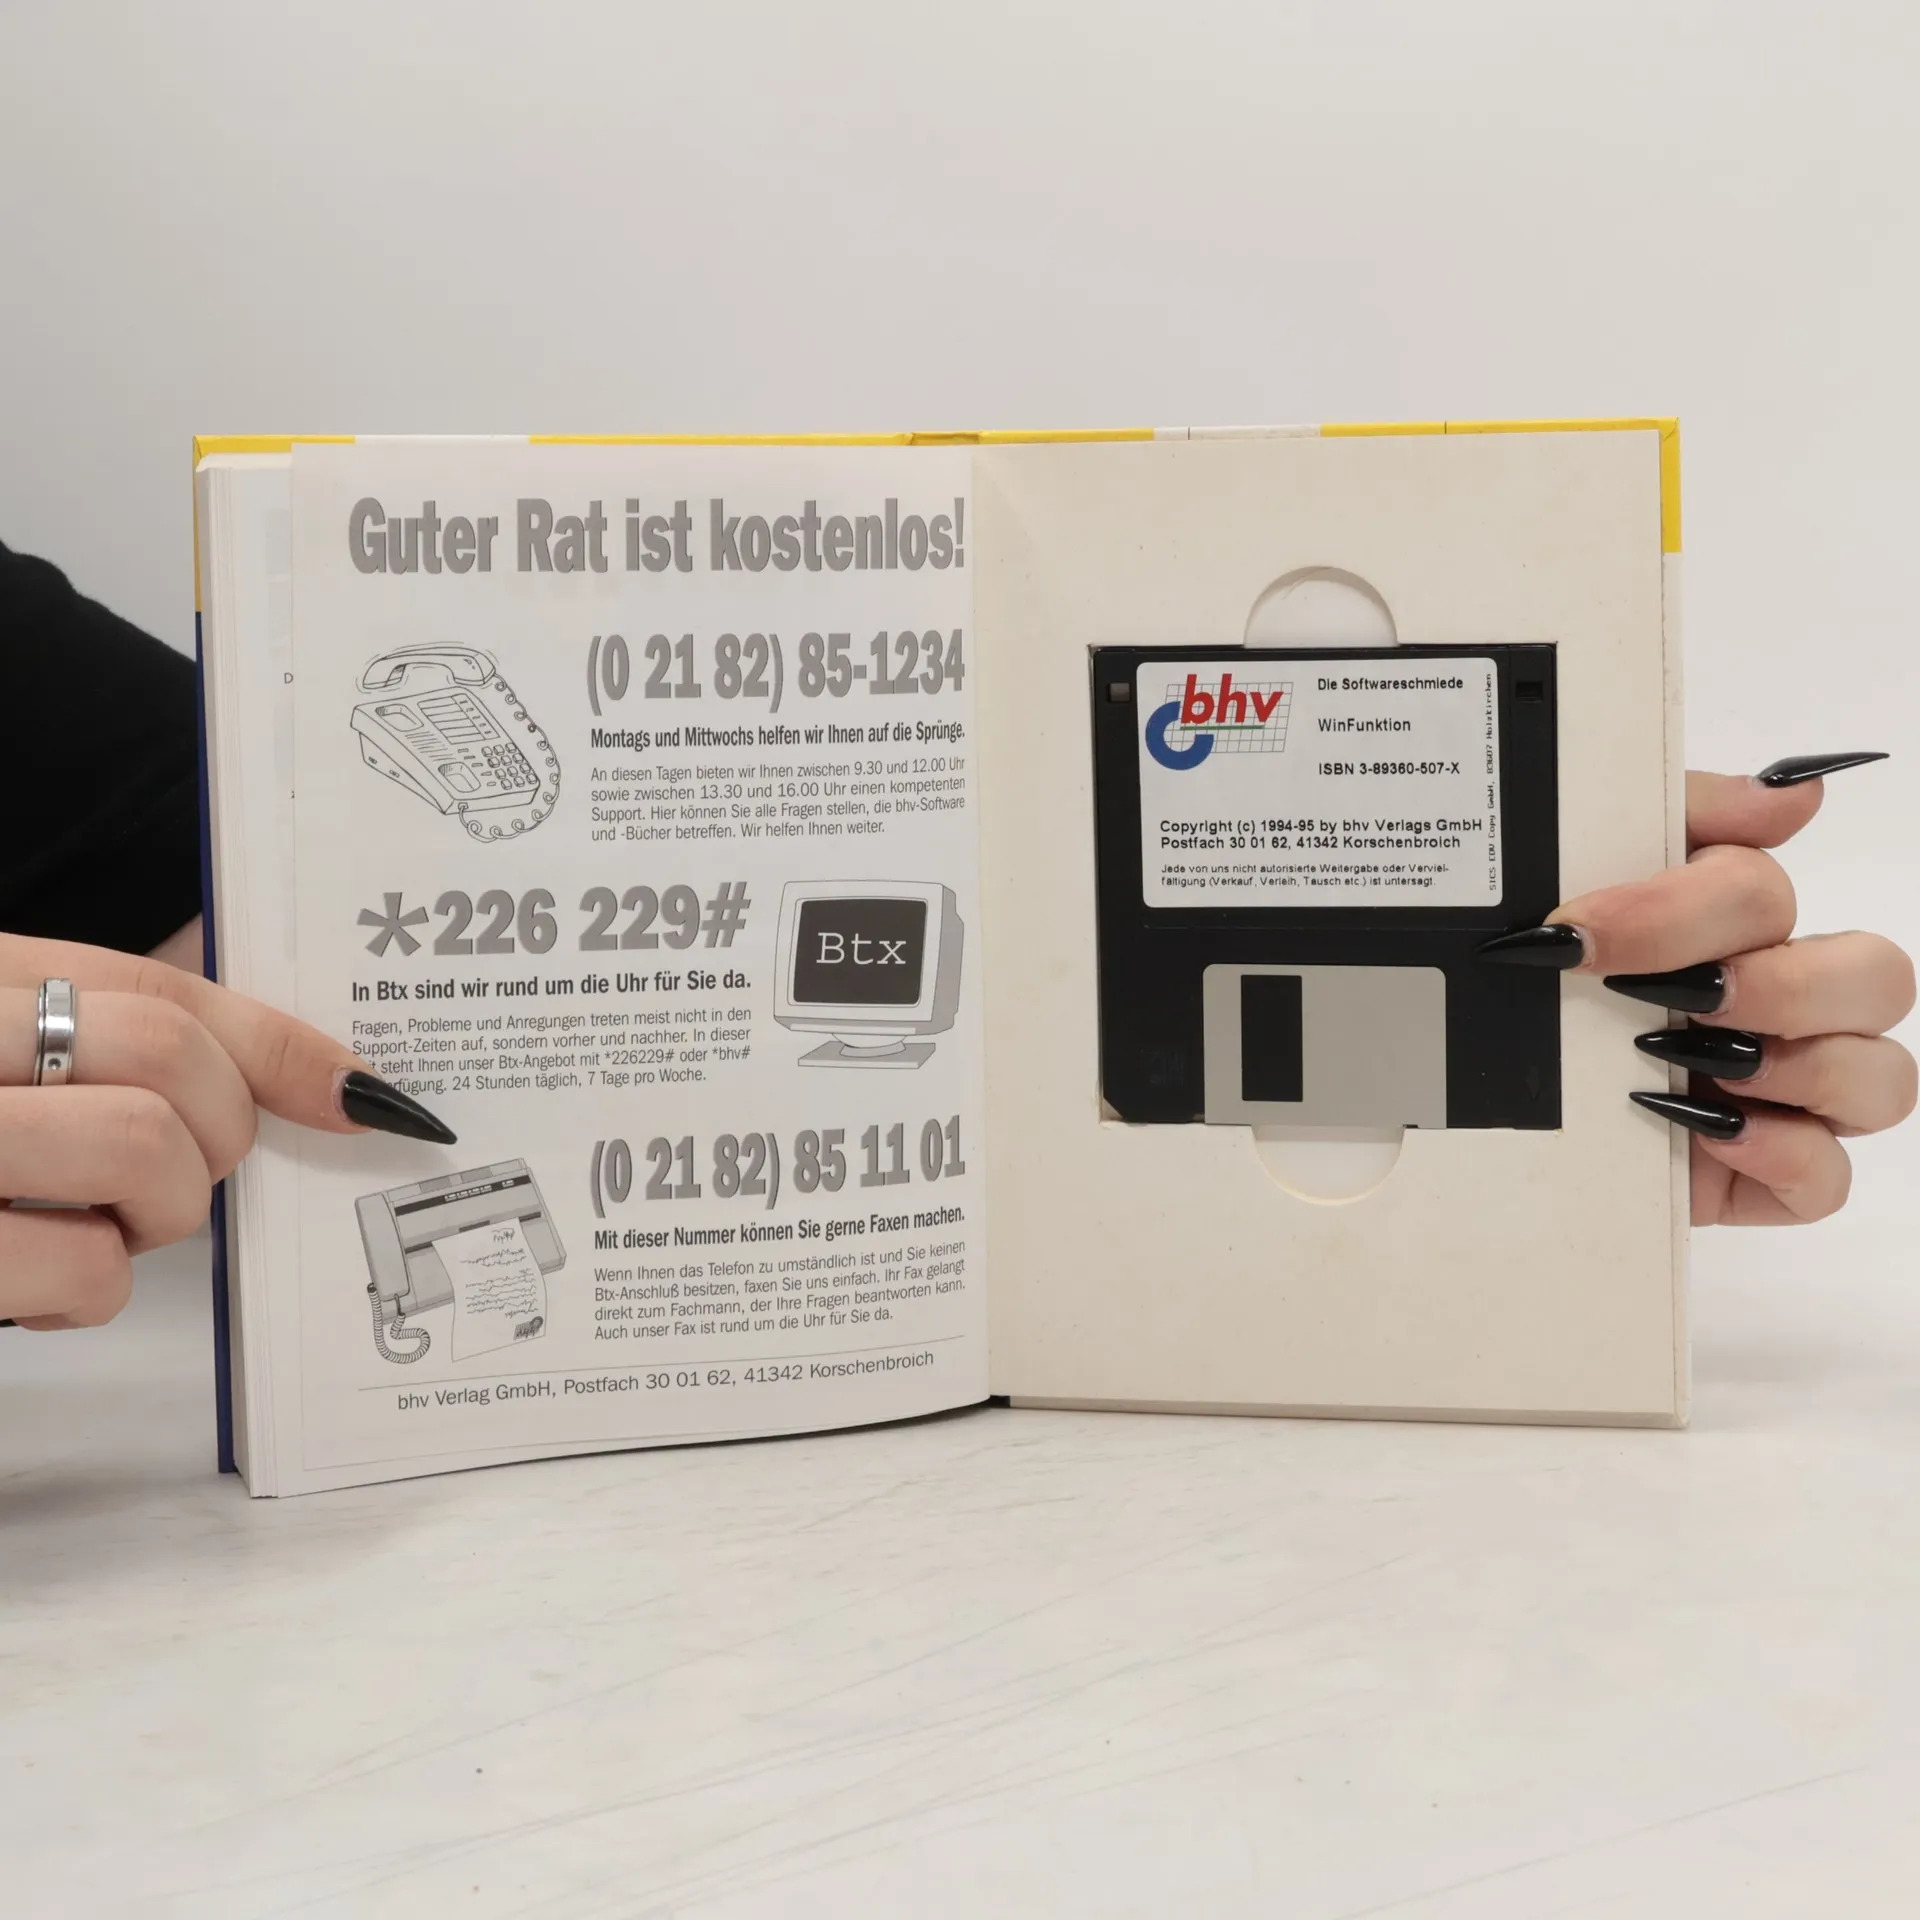 Guter Rat ist kostenlos!
(0 21 82) 85-1234
Montags und Mittwochs helfen wir Ihnen auf die Sprünge.
An diesen Tagen bieten wir Ihnen zwischen 9.30 und 12.00 Uhr
sowie zwischen 13.30 und 16.00 Uhr einen kompetenten
Support. Hier können Sie alle Fragen stellen, die bhv-Software
und -Bücher betreffen. Wir helfen Ihnen weiter.
*226 229#
Btx
In Btx sind wir rund um die Uhr für Sie da.
Fragen, Probleme und Anregungen treten meist nicht in den
Support-Zeiten auf, sondern vorher und nachher. In dieser
steht Ihnen unser Btx-Angebot mit *226229# oder *bhv#
24 Stunden täglich, 7 Tage pro Woche.
(0 21 82) 85 11 01
Mit dieser Nummer können Sie gerne Faxen machen.
Wenn Ihnen das Telefon zu umständlich ist und Sie keinen
Btx-Anschluß besitzen, faxen Sie uns einfach. Ihr Fax gelangt
direkt zum Fachmann, der Ihre Fragen beantworten kann.
Auch unser Fax ist rund um die Uhr für Sie da.
bhv Verlag GmbH, Postfach 30 01 62, 41342 Korschenbroich
bhv
Die Softwareschmiede
WinFunktion
ISBN 3-89360-507-X
Copyright (c) 1994-95 by bhv Verlags GmbH
Postfach 30 01 62, 41342 Korschenbroich
Jede von uns nicht autorisierte Weitergabe oder Verviel-
fältigung (Verkauf, Verleih, Tausch etc.) ist untersagt.
SICS EDV Copy GmbH, 83607 Holzkirchen